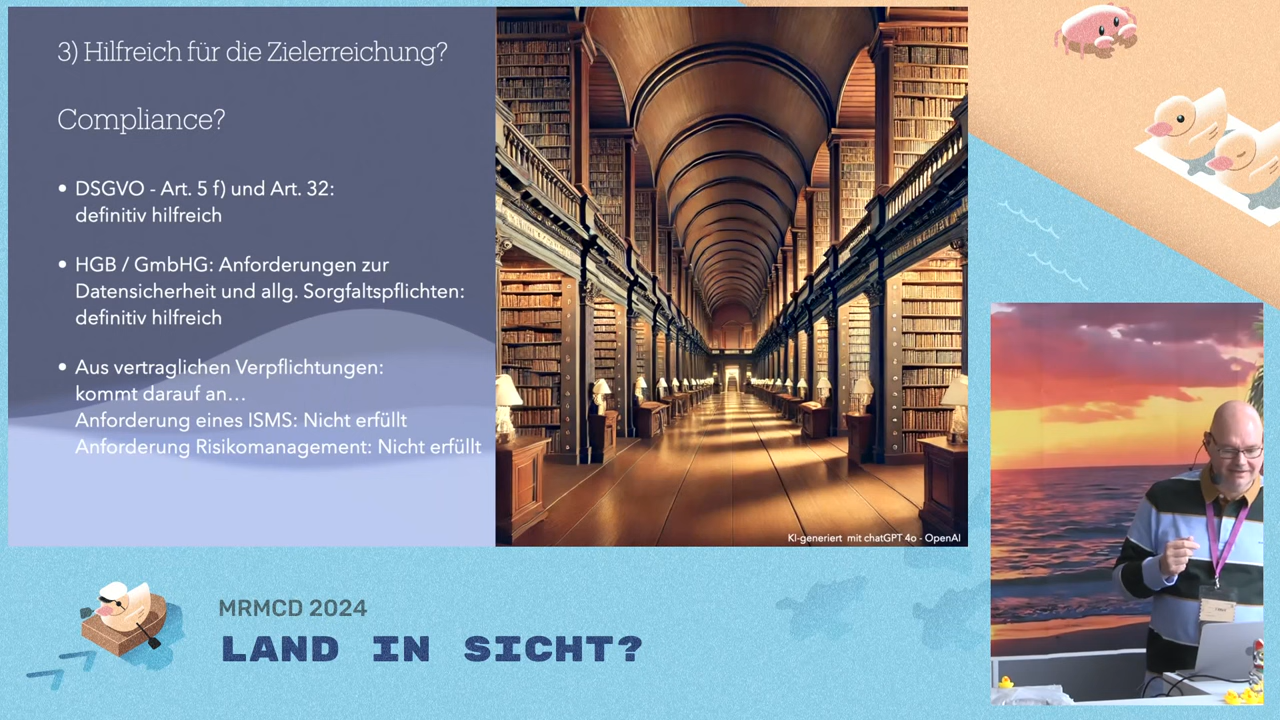 3) Hilfreich für die Zielerreichung?
Compliance?
• DSGVO - Art. 5 f) und Art. 32:
definitiv hilfreich
• HGB / GmbHG: Anforderungen zur
Datensicherheit und allg. Sorgfaltspflichten:
definitiv hilfreich
• Aus vertraglichen Verpflichtungen:
kommt darauf an...
Anforderung eines ISMS: Nicht erfüllt
Anforderung Risikomanagement: Nicht erfüllt
KI-generiert mit chatGPT 4o - OpenAI
MRMCD 2024
LAND IN SICHT?